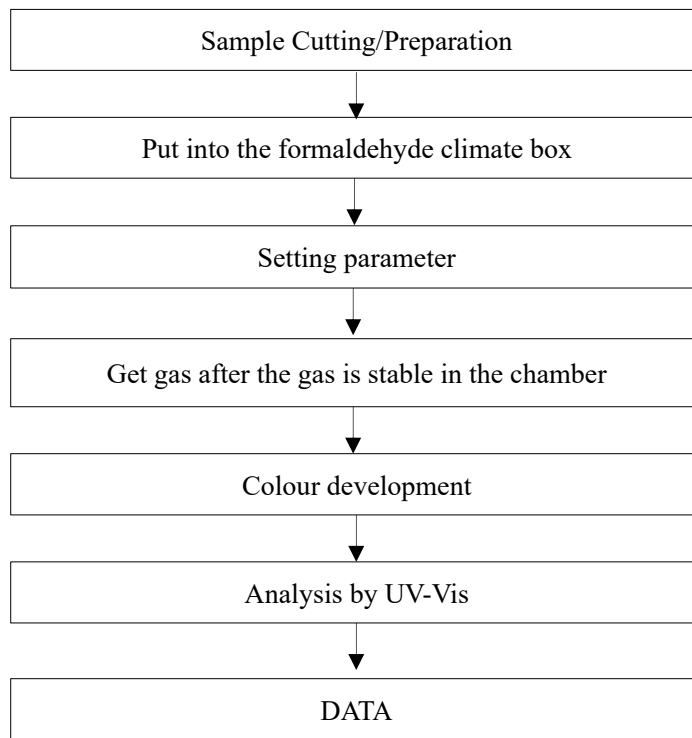 Sample Cutting/Preparation
Put into the formaldehyde climate box
Setting parameter
Get gas after the gas is stable in the chamber
Colour development
Analysis by UV-Vis
DATA